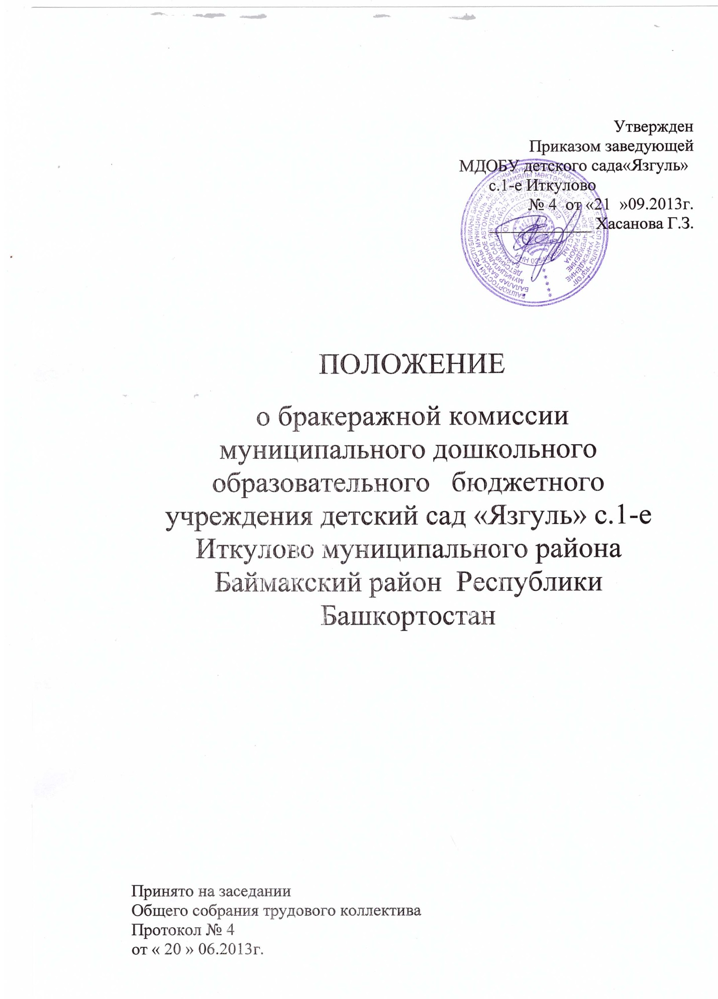 Утвержден
Приказом заведующей
МДОБУ детского сада«Язгуль»
с.1-е Иткулово
№ 4 от «21 »09.2013г.
______________ Хасанова Г.З.
ПОЛОЖЕНИЕ
о бракеражной комиссии
муниципального дошкольного
образовательного бюджетного
учреждения детский сад «Язгуль» с.1-е
Иткулово муниципального района
Баймакский район Республики
Башкортостан
Принято на заседании
Общего собрания трудового коллектива
Протокол № 4
от « 20 » 06.2013г.